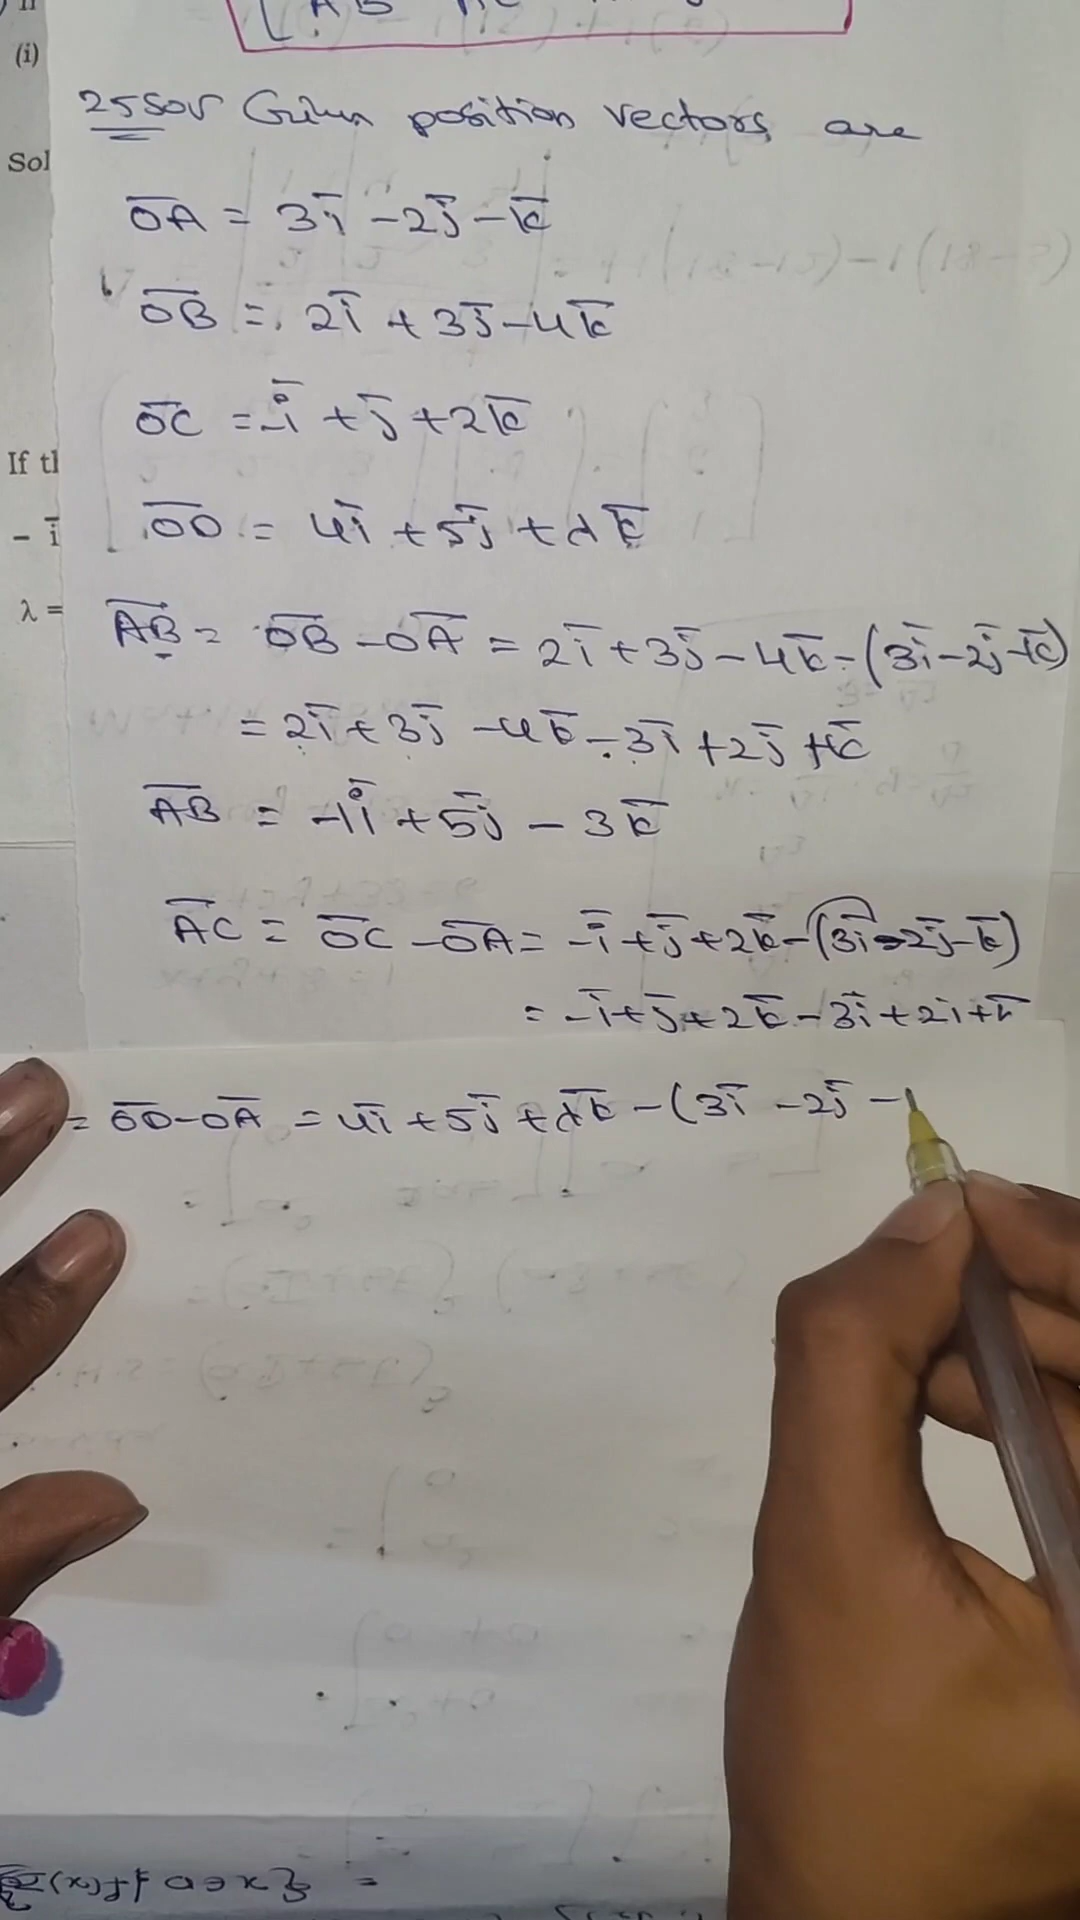 (i)
25 Sol Given position vectors are
Sol
OA̅ = 3i̅ - 2j̅ - k̅
OB̅ = 2i̅ + 3j̅ - 4k̅
OC̅ = -i̅ + j̅ + 2k̅
If t
OD̅ = 4i̅ + 5j̅ + λk̅
- i̅
λ =
AB̅ = OB̅ - OA̅ = 2i̅ + 3j̅ - 4k̅ - (3i̅ - 2j̅ - k̅)
= 2i̅ + 3j̅ - 4k̅ - 3i̅ + 2j̅ + k̅
AB̅ = -1i̅ + 5j̅ - 3k̅
AC̅ = OC̅ - OA̅ = -i̅ + j̅ + 2k̅ - (3i̅ - 2j̅ - k̅)
= -i̅ + j̅ + 2k̅ - 3i̅ + 2j + k̅
= OD̅ - OA̅ = 4i̅ + 5j̅ + λk̅ - (3i̅ - 2j̅ -